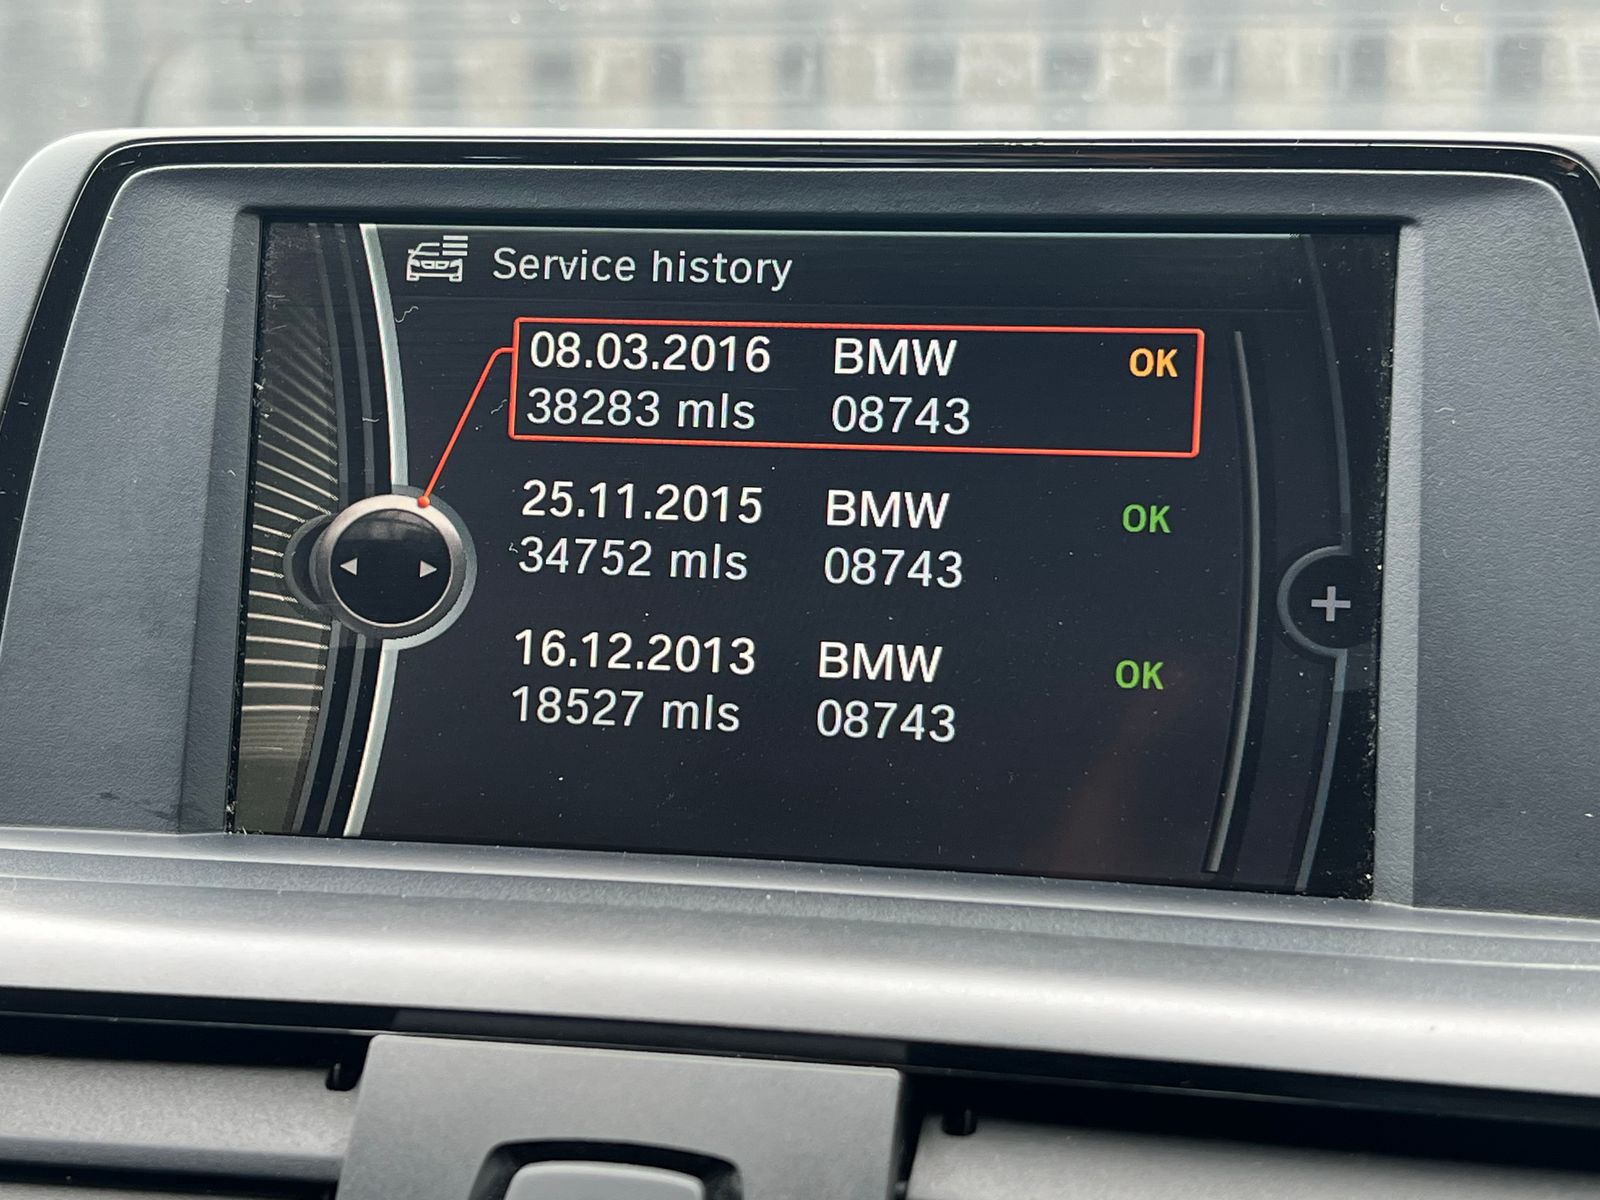 Service history
08.03.2016 BMW OK
38283 mls 08743
25.11.2015 BMW OK
34752 mls 08743
16.12.2013 BMW OK
18527 mls 08743